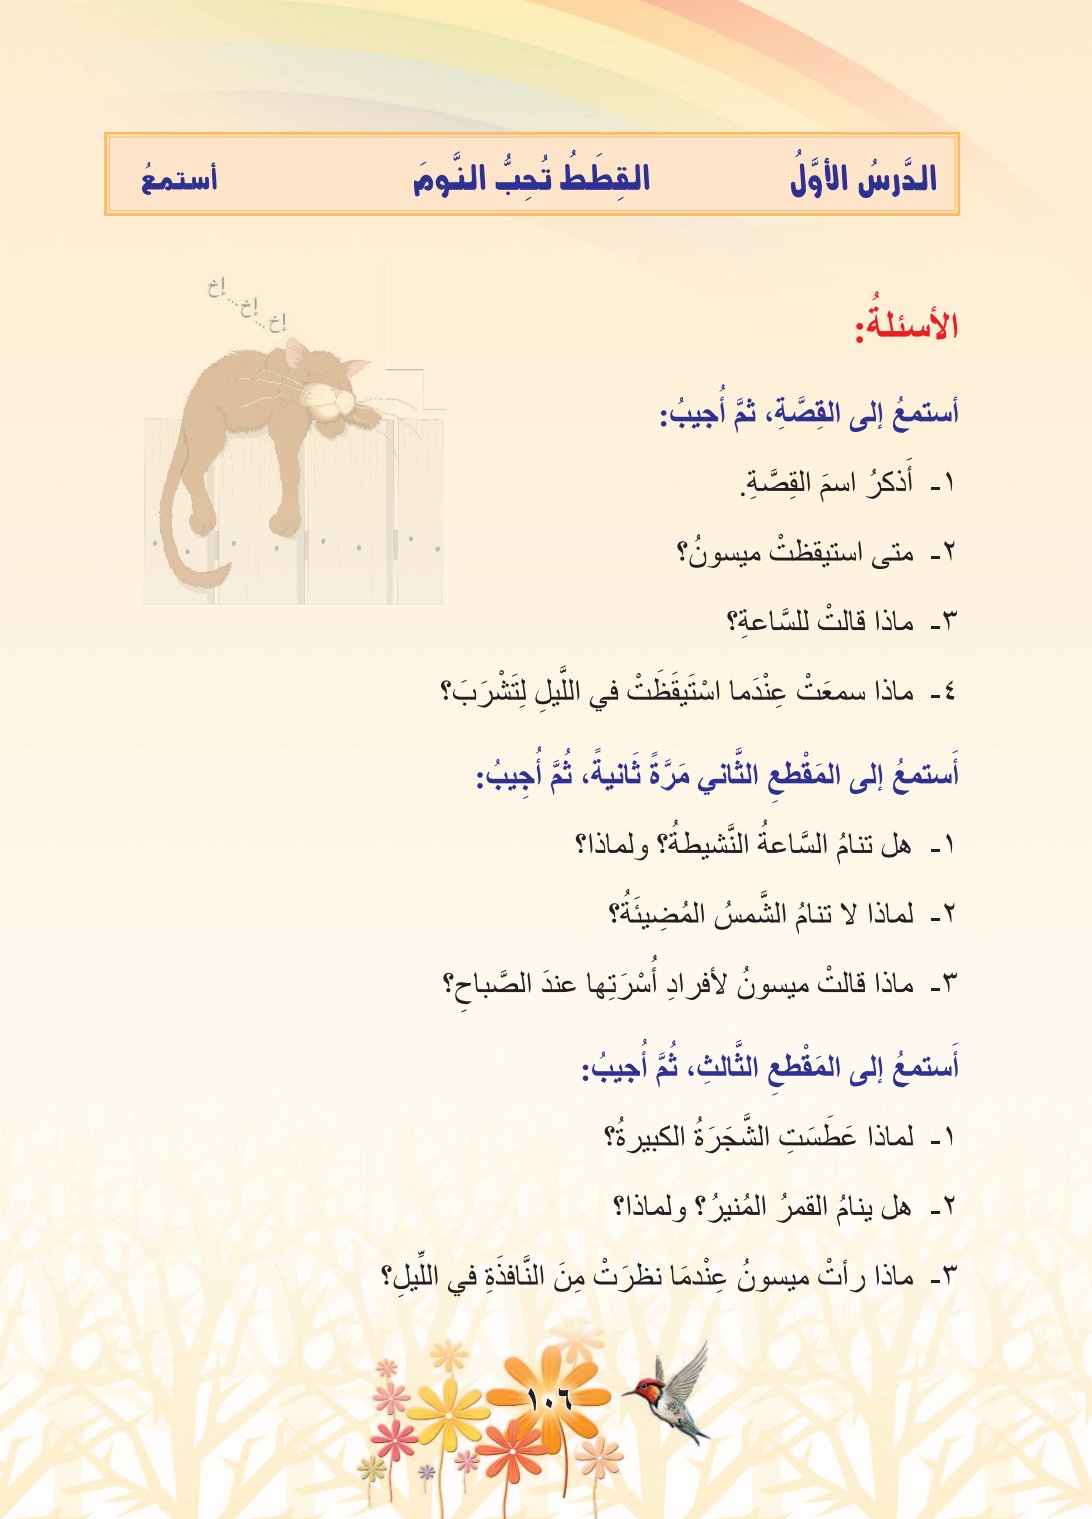 الدَّرسُ الأوَّلُ القِطَطُ تُحِبُّ النَّومَ أستمعُ
إخ
...إخ
...إخ
الأسئلةُ:
أستمعُ إلى القِصَّةِ، ثمَّ أُجيبُ:
١- أَذكرُ اسمَ القِصَّةِ.
٢- متى استيقظتْ ميسونُ؟
٣- ماذا قالتْ للسَّاعةِ؟
٤- ماذا سمعَتْ عِنْدَما اسْتَيقَظَتْ في اللَّيلِ لِتَشْرَبَ؟
أَستمعُ إلى المَقْطعِ الثَّاني مَرَّةً ثَانيةً، ثُمَّ أُجِيبُ:
١- هل تنامُ السَّاعةُ النَّشيطةُ؟ ولماذا؟
٢- لماذا لا تنامُ الشَّمسُ المُضِيئَةُ؟
٣- ماذا قالتْ ميسونُ لأفرادِ أُسْرَتِها عندَ الصَّباحِ؟
أَستمعُ إلى المَقْطعِ الثَّالثِ، ثُمَّ أُجيبُ:
١- لماذا عَطَسَتِ الشَّجَرَةُ الكبيرةُ؟
٢- هل ينامُ القمرُ المُنيرُ؟ ولماذا؟
٣- ماذا رأتْ ميسونُ عِنْدمَا نظرَتْ مِنَ النَّافذَةِ في اللِّيلِ؟
١٠٦